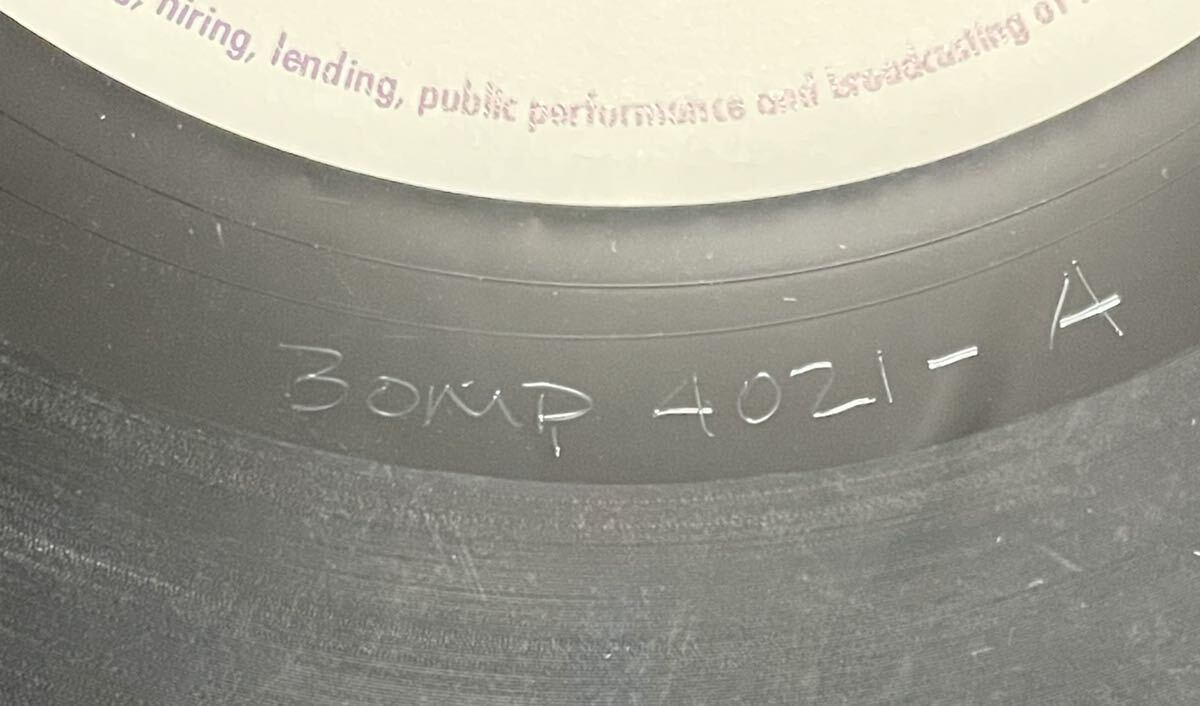 hiring, lending, public performance and broadcasting of
BOMP 4021-A